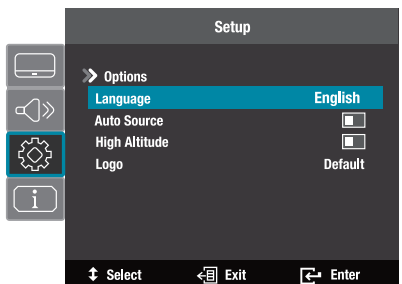 Setup
Options
Language English
Auto Source
High Altitude
Logo Default
Select Exit Enter